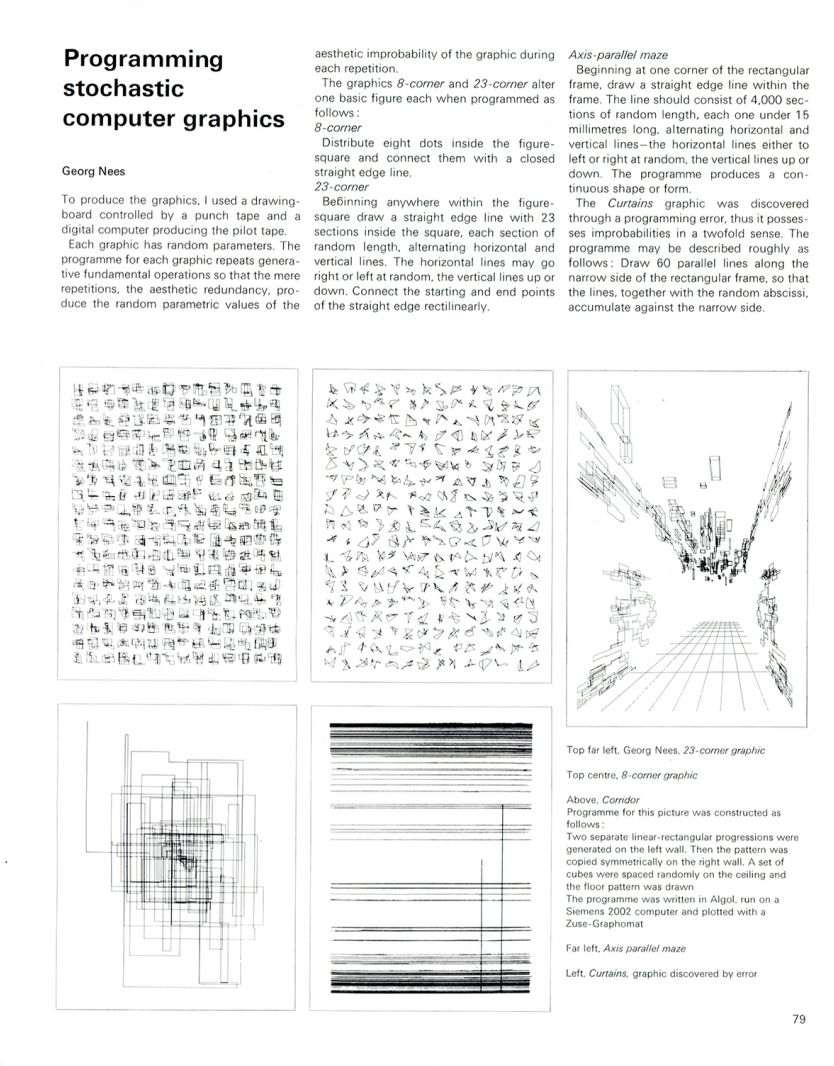 Programming
stochastic
computer graphics
Georg Nees
To produce the graphics, I used a drawing-
board controlled by a punch tape and a
digital computer producing the pilot tape.
Each graphic has random parameters. The
programme for each graphic repeats genera-
tive fundamental operations so that the mere
repetitions, the aesthetic redundancy, pro-
duce the random parametric values of the
aesthetic improbability of the graphic during
each repetition.
The graphics 8-corner and 23-corner alter
one basic figure each when programmed as
follows:
8-corner
Distribute eight dots inside the figure-
square and connect them with a closed
straight edge line.
23-corner
Be6inning anywhere within the figure-
square draw a straight edge line with 23
sections inside the square, each section of
random length, alternating horizontal and
vertical lines. The horizontal lines may go
right or left at random, the vertical lines up or
down. Connect the starting and end points
of the straight edge rectilinearly.
Axis-parallel maze
Beginning at one corner of the rectangular
frame, draw a straight edge line within the
frame. The line should consist of 4,000 sec-
tions of random length, each one under 15
millimetres long, alternating horizontal and
vertical lines—the horizontal lines either to
left or right at random, the vertical lines up or
down. The programme produces a con-
tinuous shape or form.
The Curtains graphic was discovered
through a programming error, thus it posses-
ses improbabilities in a twofold sense. The
programme may be described roughly as
follows: Draw 60 parallel lines along the
narrow side of the rectangular frame, so that
the lines, together with the random abscissi,
accumulate against the narrow side.
Top far left, Georg Nees, 23-corner graphic
Top centre, 8-corner graphic
Above, Corridor
Programme for this picture was constructed as
follows:
Two separate linear-rectangular progressions were
generated on the left wall. Then the pattern was
copied symmetrically on the right wall. A set of
cubes were spaced randomly on the ceiling and
the floor pattern was drawn
The programme was written in Algol, run on a
Siemens 2002 computer and plotted with a
Zuse-Graphomat
Far left, Axis parallel maze
Left, Curtains, graphic discovered by error
79